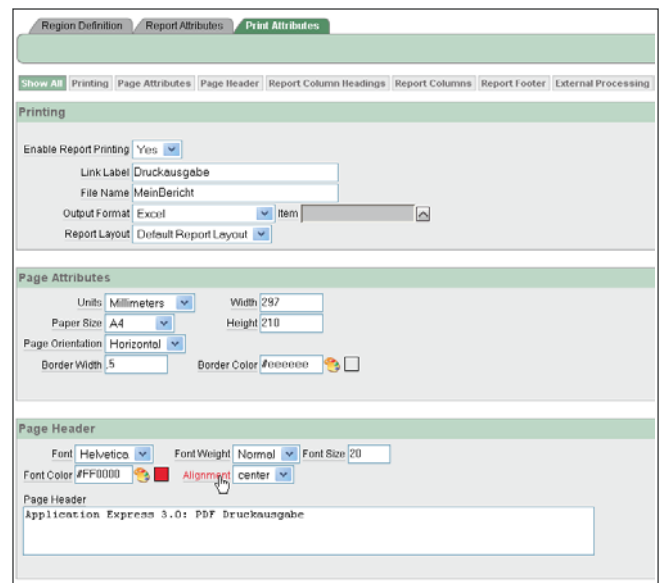 Region Definition Report Attributes Print Attributes
Show All Printing Page Attributes Page Header Report Column Headings Report Columns Report Footer External Processing
Printing
Enable Report Printing Yes
Link Label Druckausgabe
File Name MeinBericht
Output Format Excel Item
Report Layout Default Report Layout
Page Attributes
Units Millimeters Width 297
Paper Size A4 Height 210
Page Orientation Horizontal
Border Width .5 Border Color #eeeeee
Page Header
Font Helvetica Font Weight Normal Font Size 20
Font Color #FF0000 Alignment center
Page Header
Application Express 3.0: PDF Druckausgabe